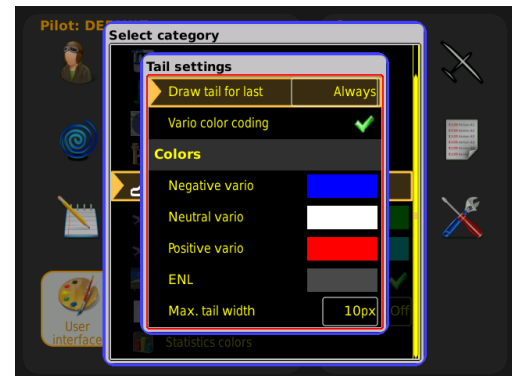 Pilot: DE
Select category
Tail settings
Draw tail for last Always
Vario color coding
Colors
Negative vario
Neutral vario
Positive vario
ENL
Max. tail width 10px
Off
User
interface
Statistics colors